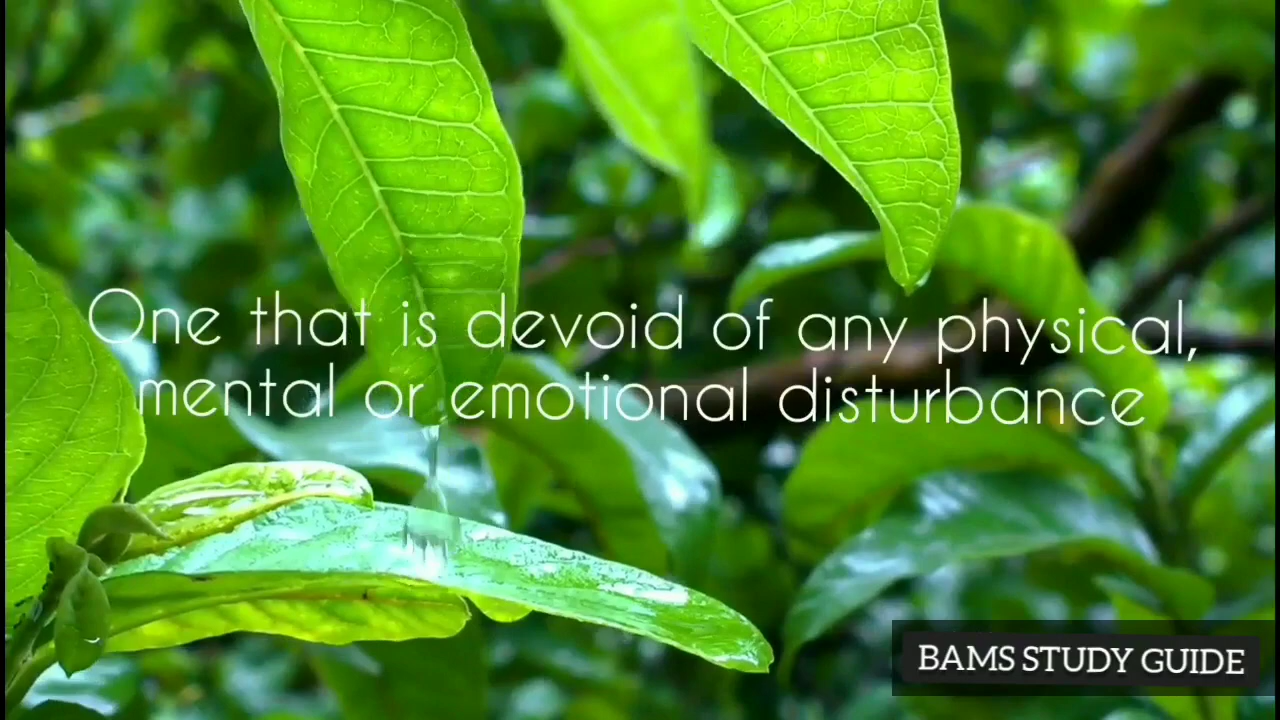 One that is devoid of any physical,
mental or emotional disturbance
BAMS STUDY GUIDE